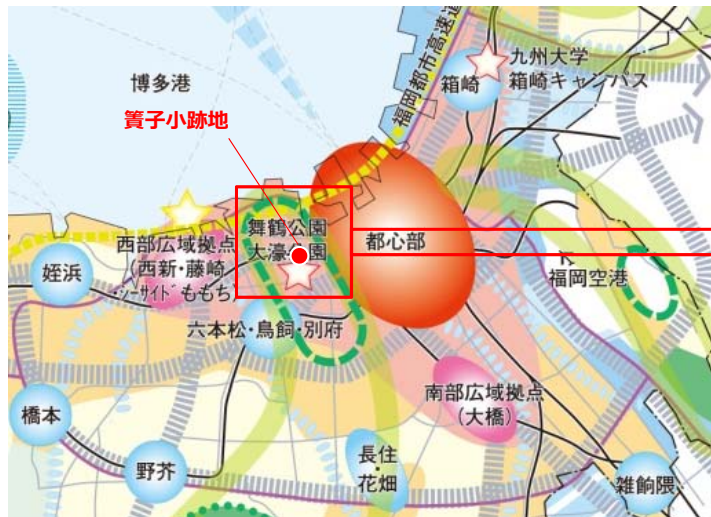 福岡都市高速道
九州大学
箱崎キャンパス
箱崎
博多港
簀子小跡地
舞鶴公園
大濠公園
都心部
西部広域拠点
(西新・藤崎
・シーサイドももち)
姪浜
福岡空港
六本松・鳥飼・別府
南部広域拠点
(大橋)
橋本
野芥
長住
・
花畑
雑餉隈